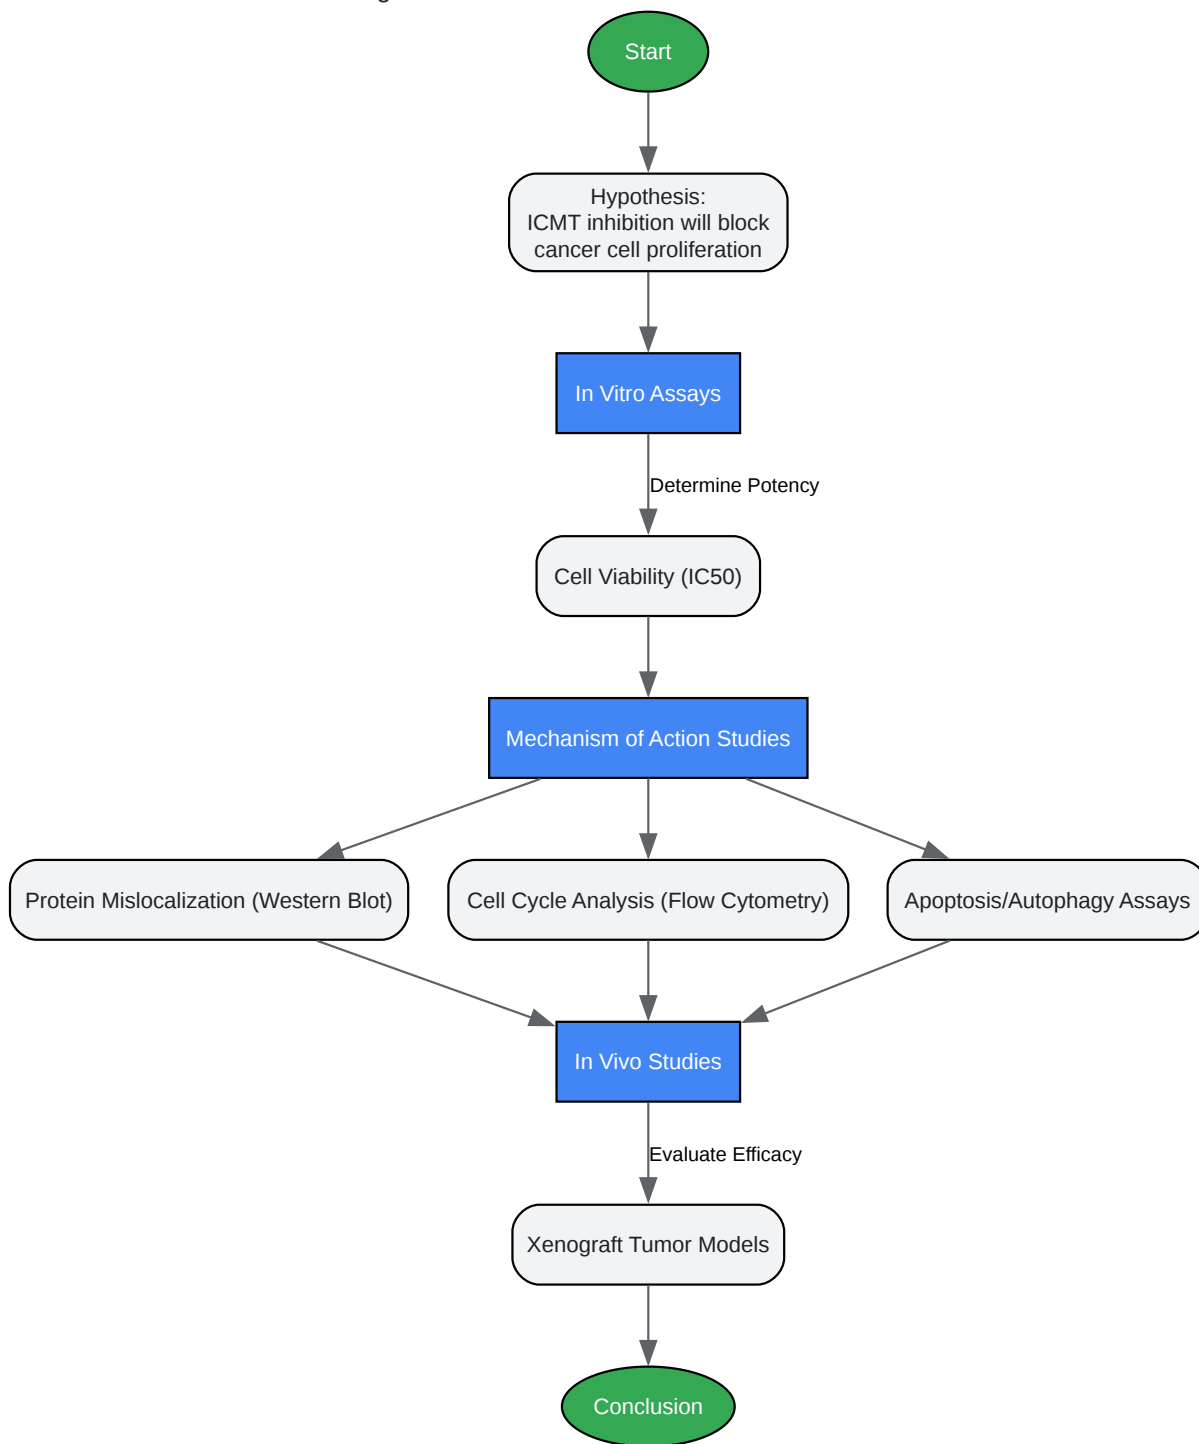 Start
Hypothesis:
ICMT inhibition will block
cancer cell proliferation
In Vitro Assays
Determine Potency
Cell Viability (IC50)
Mechanism of Action Studies
Protein Mislocalization (Western Blot)
Cell Cycle Analysis (Flow Cytometry)
Apoptosis/Autophagy Assays
In Vivo Studies
Evaluate Efficacy
Xenograft Tumor Models
Conclusion